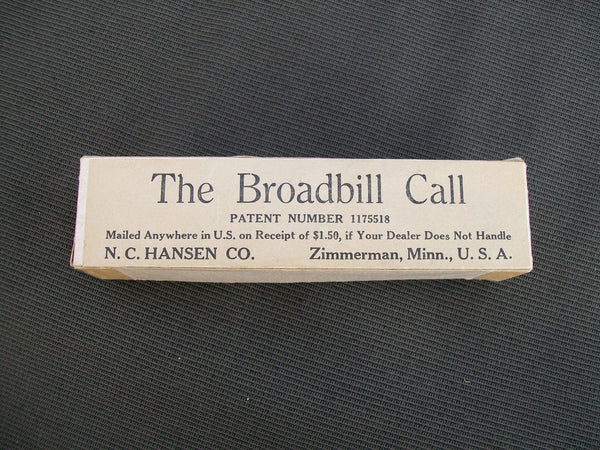 The Broadbill Call
PATENT NUMBER 1175518
Mailed Anywhere in U.S. on Receipt of $1.50, if Your Dealer Does Not Handle
N. C. HANSEN CO. Zimmerman, Minn., U. S. A.